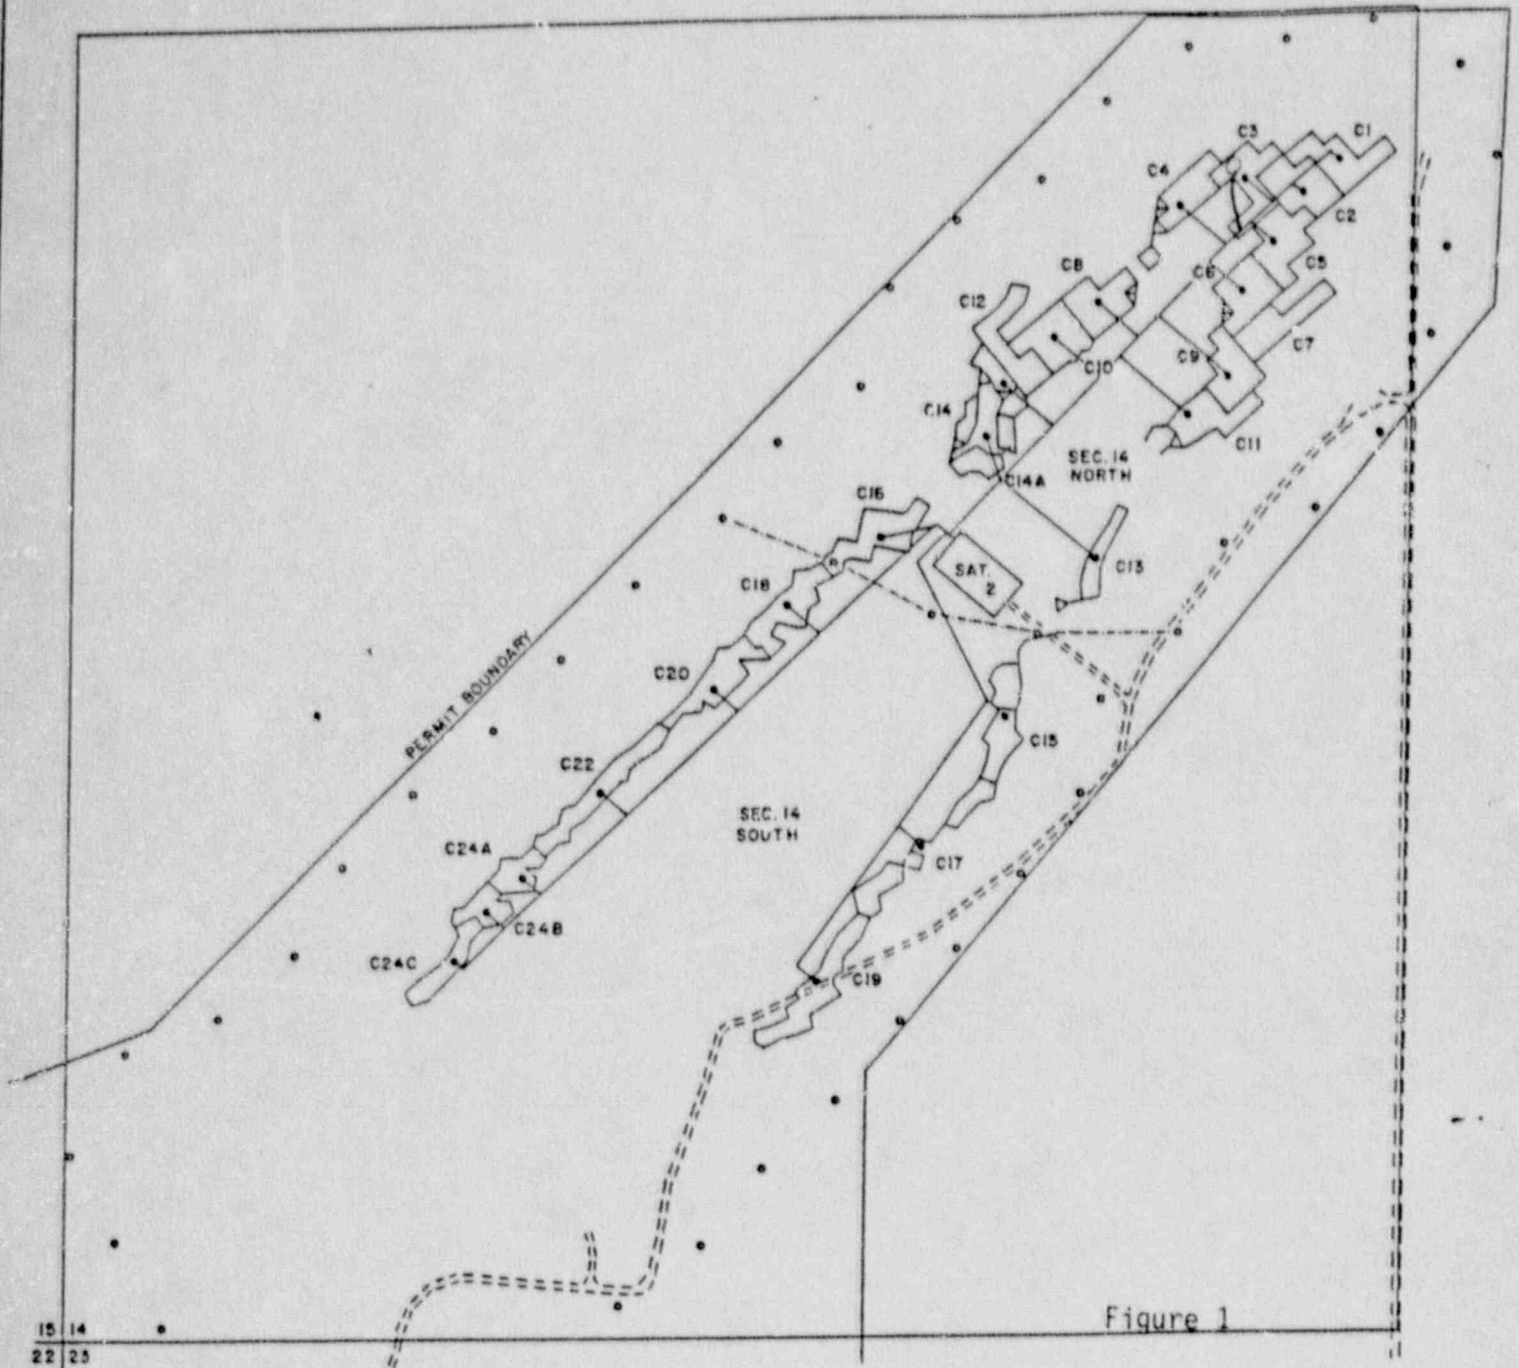 C3
C1
C4
C2
C8
C6
C5
C12
C7
C9
C10
C14
C11
SEC. 14
NORTH
C14A
C16
C13
SAT.
2
C18
PERMIT BOUNDARY
C20
C15
C22
SEC. 14
SOUTH
C24A
C17
C24B
C24C
C19
Figure 1
15 14
22 23